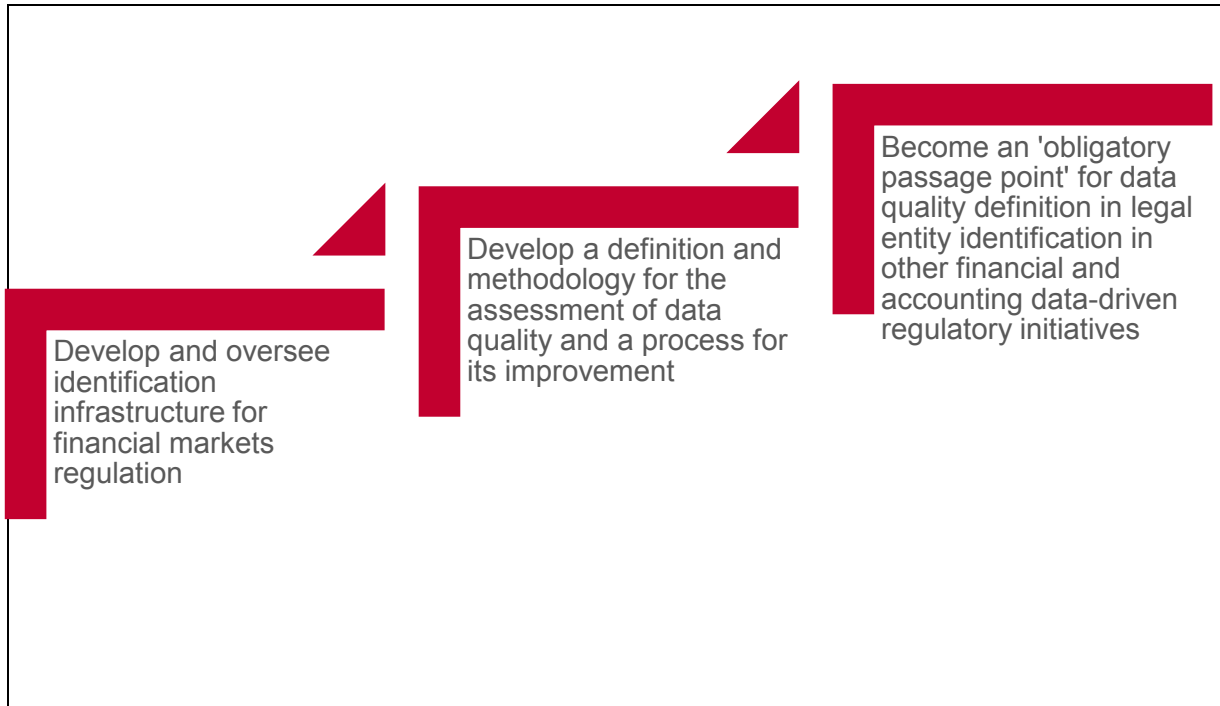 Develop and oversee
identification
infrastructure for
financial markets
regulation
Develop a definition and
methodology for the
assessment of data
quality and a process for
its improvement
Become an 'obligatory
passage point' for data
quality definition in legal
entity identification in
other financial and
accounting data-driven
regulatory initiatives